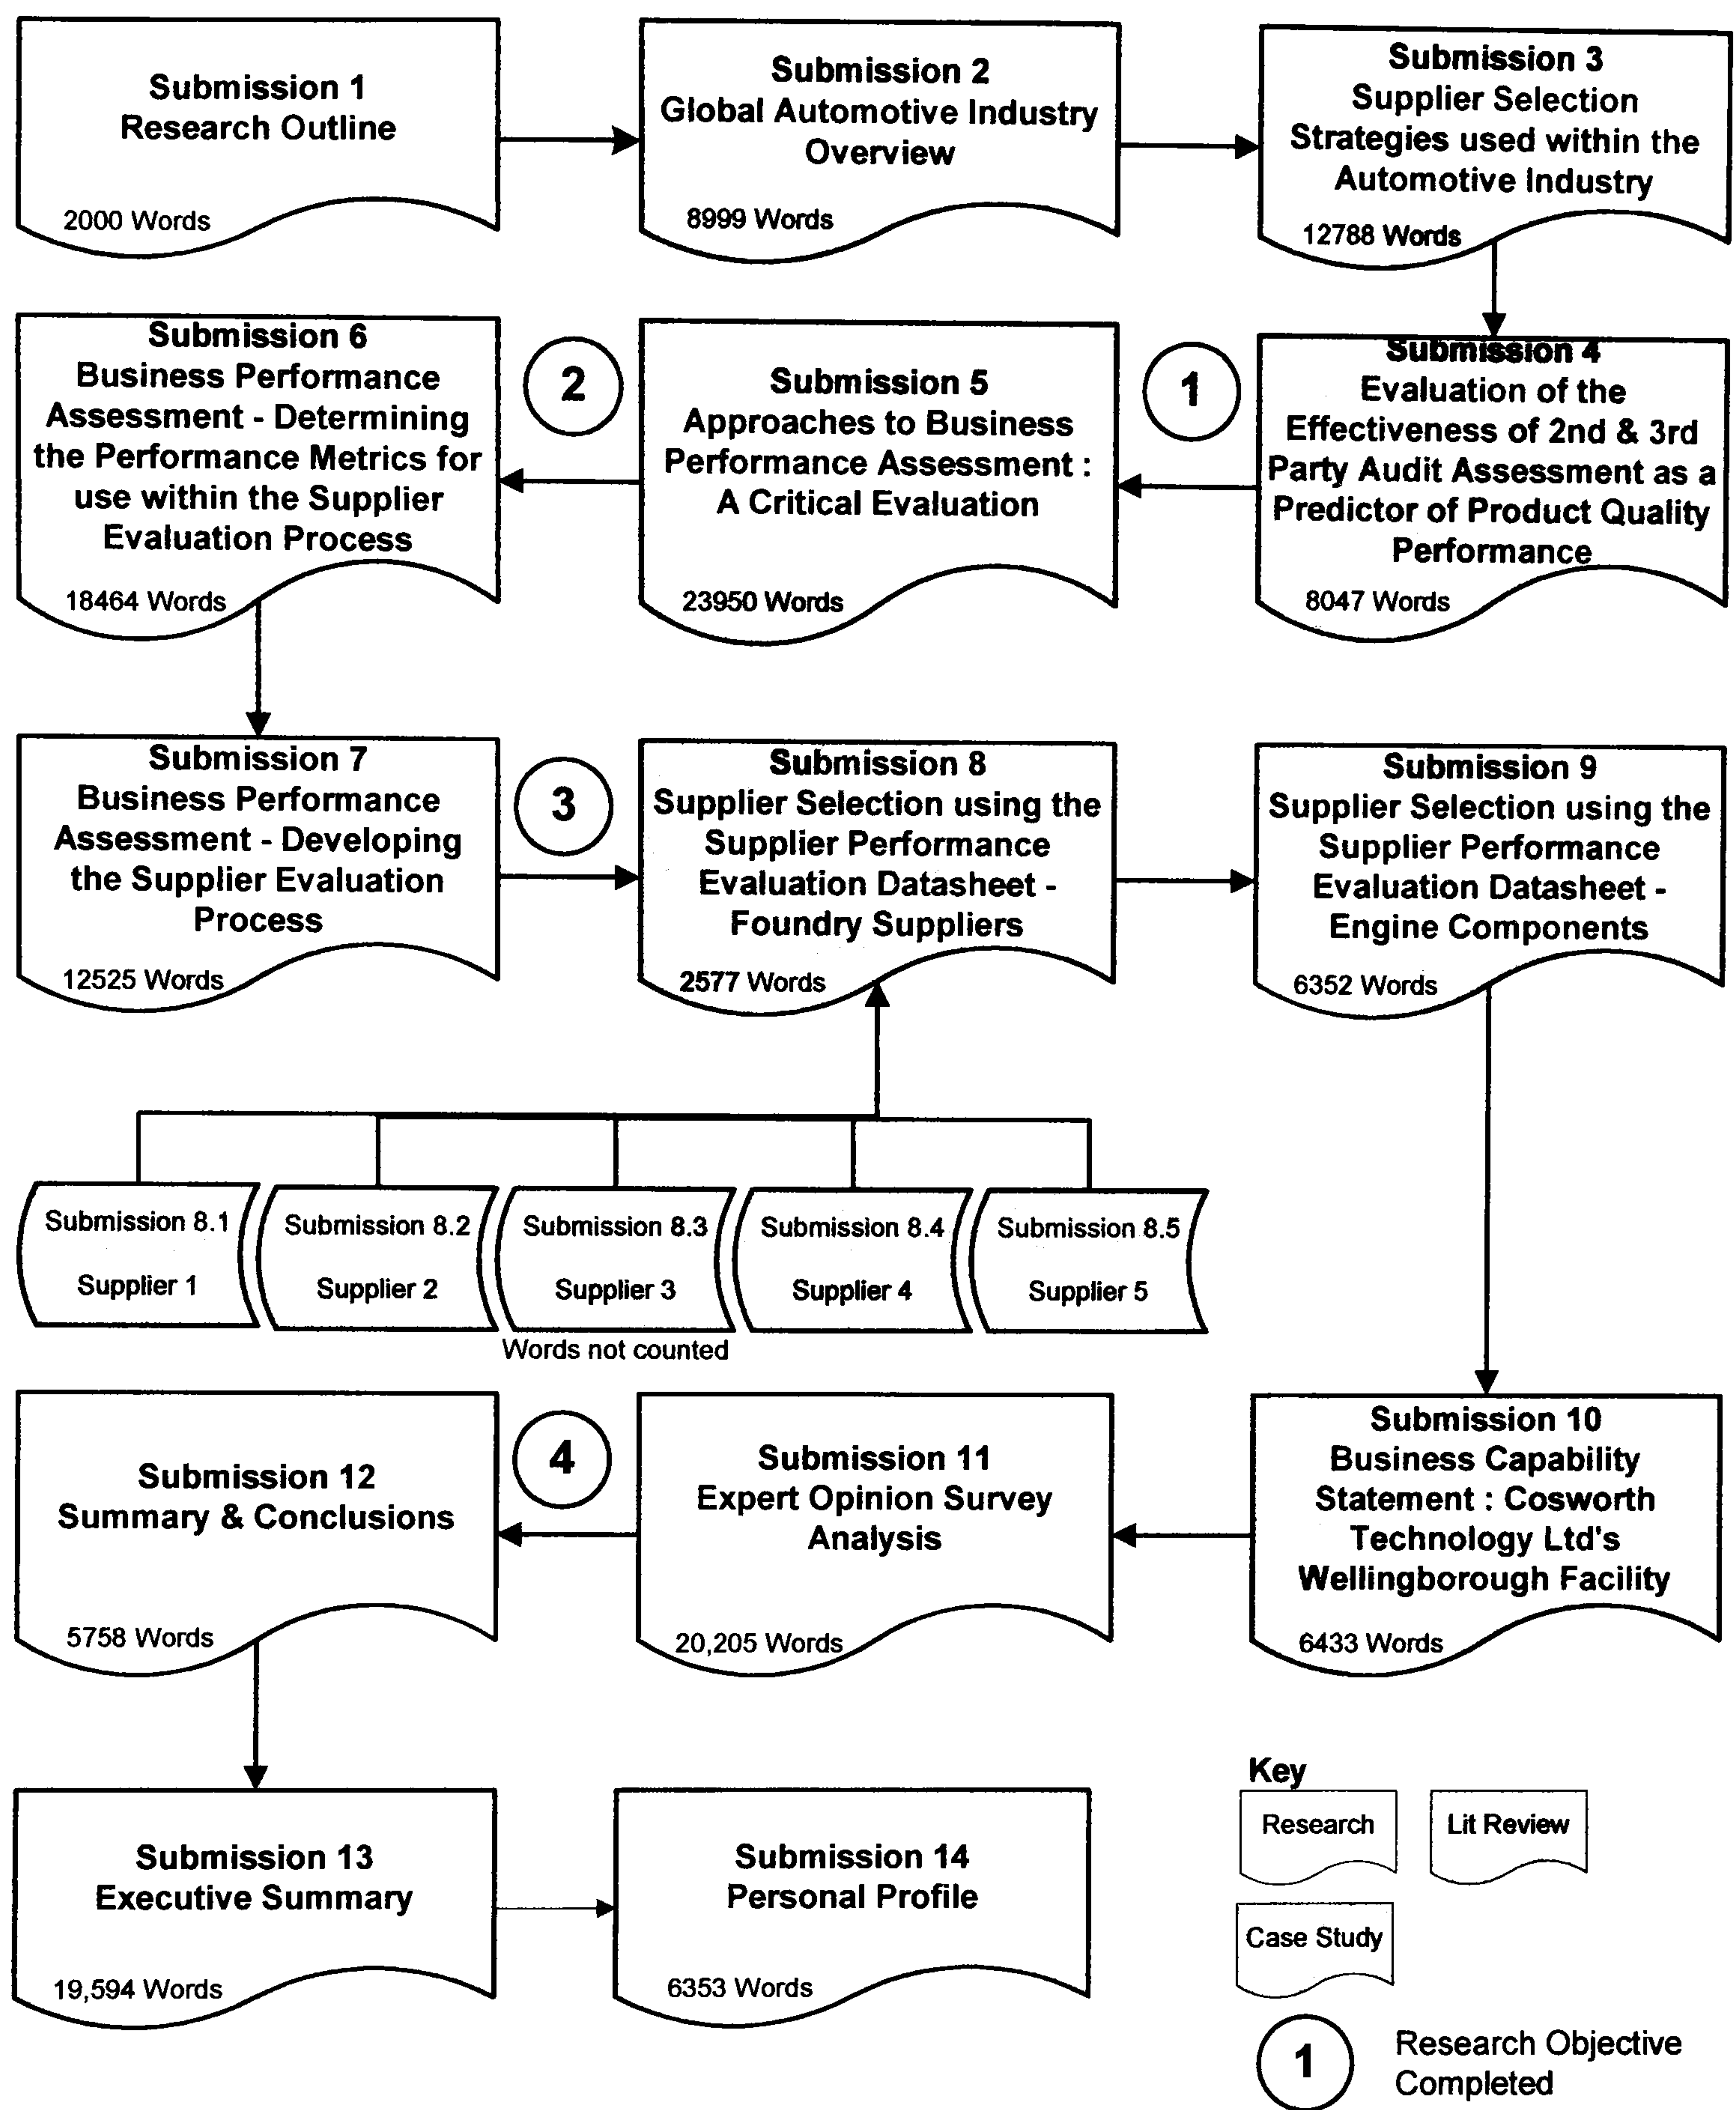 Submission 1
Research Outline
2000 Words
Submission 2
Global Automotive Industry
Overview
8999 Words
Submission 3
Supplier Selection
Strategies used within the
Automotive Industry
12788 Words
Submission 6
Business Performance
Assessment - Determining
the Performance Metrics for
use within the Supplier
Evaluation Process
18464 Words
2
Submission 5
Approaches to Business
Performance Assessment :
A Critical Evaluation
23950 Words
1
Submission 4
Evaluation of the
Effectiveness of 2nd & 3rd
Party Audit Assessment as a
Predictor of Product Quality
Performance
8047 Words
Submission 7
Business Performance
Assessment - Developing
the Supplier Evaluation
Process
12525 Words
3
Submission 8
Supplier Selection using the
Supplier Performance
Evaluation Datasheet -
Foundry Suppliers
2577 Words
Submission 9
Supplier Selection using the
Supplier Performance
Evaluation Datasheet -
Engine Components
6352 Words
Submission 8.1
Supplier 1
Submission 8.2
Supplier 2
Submission 8.3
Supplier 3
Submission 8.4
Supplier 4
Submission 8.5
Supplier 5
Words not counted
Submission 12
Summary & Conclusions
5758 Words
4
Submission 11
Expert Opinion Survey
Analysis
20,205 Words
Submission 10
Business Capability
Statement : Cosworth
Technology Ltd's
Wellingborough Facility
6433 Words
Submission 13
Executive Summary
19,594 Words
Submission 14
Personal Profile
6353 Words
Key
Research
Lit Review
Case Study
1
Research Objective
Completed